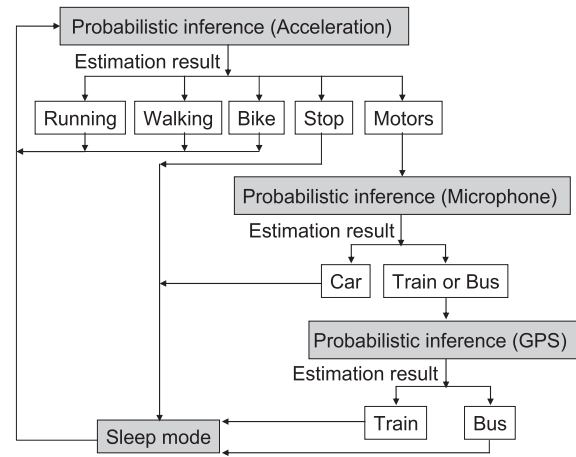 Probabilistic inference (Acceleration)
Estimation result
Running
Walking
Bike
Stop
Motors
Probabilistic inference (Microphone)
Estimation result
Car
Train or Bus
Probabilistic inference (GPS)
Estimation result
Train
Bus
Sleep mode